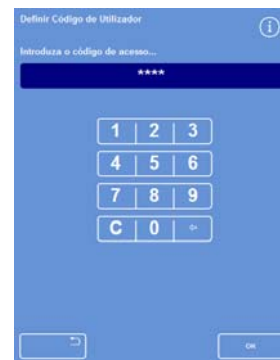 Definir Código de Utilizador
i
Introduza o código de acesso...
****
1 2 3
4 5 6
7 8 9
C 0
OK